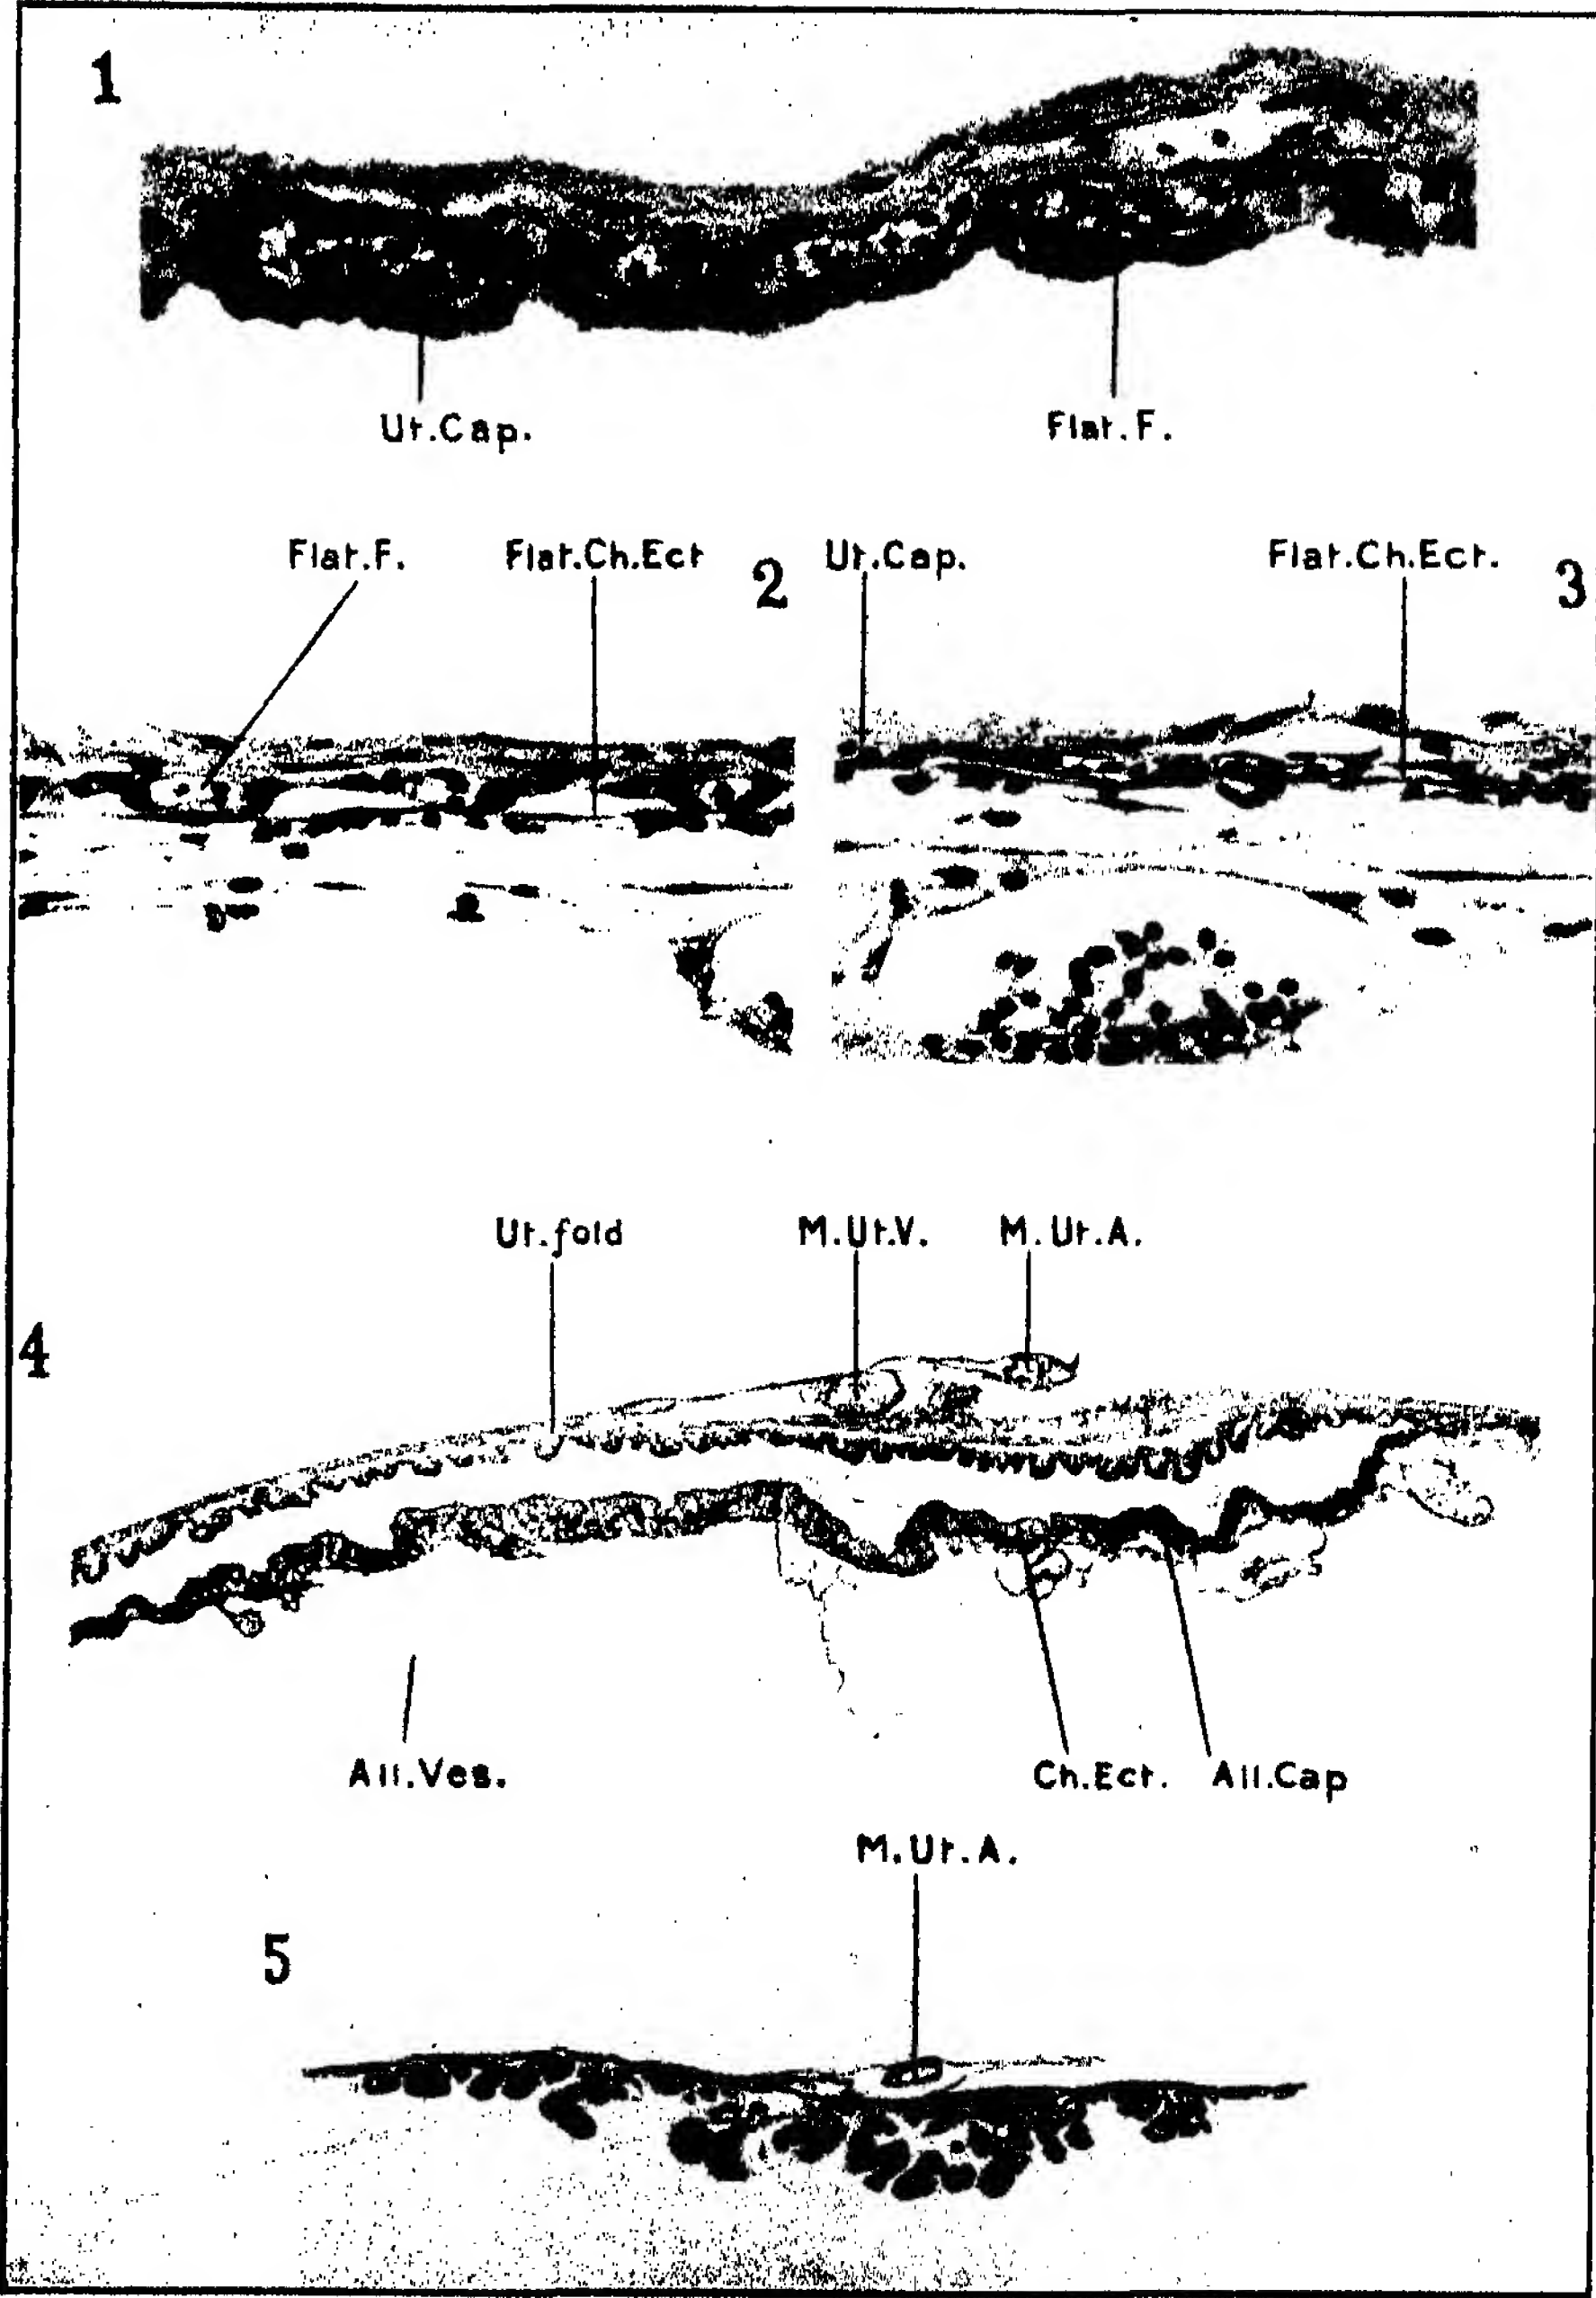 1
Ut.Cap.
Flat.F.
Flat.F.
Flat.Ch.Ect
2
Ut.Cap.
Flat.Ch.Ect.
3
Ut.fold
M.Ut.V.
M.Ut.A.
4
All.Ves.
Ch.Ect.
All.Cap
M.Ut.A.
5